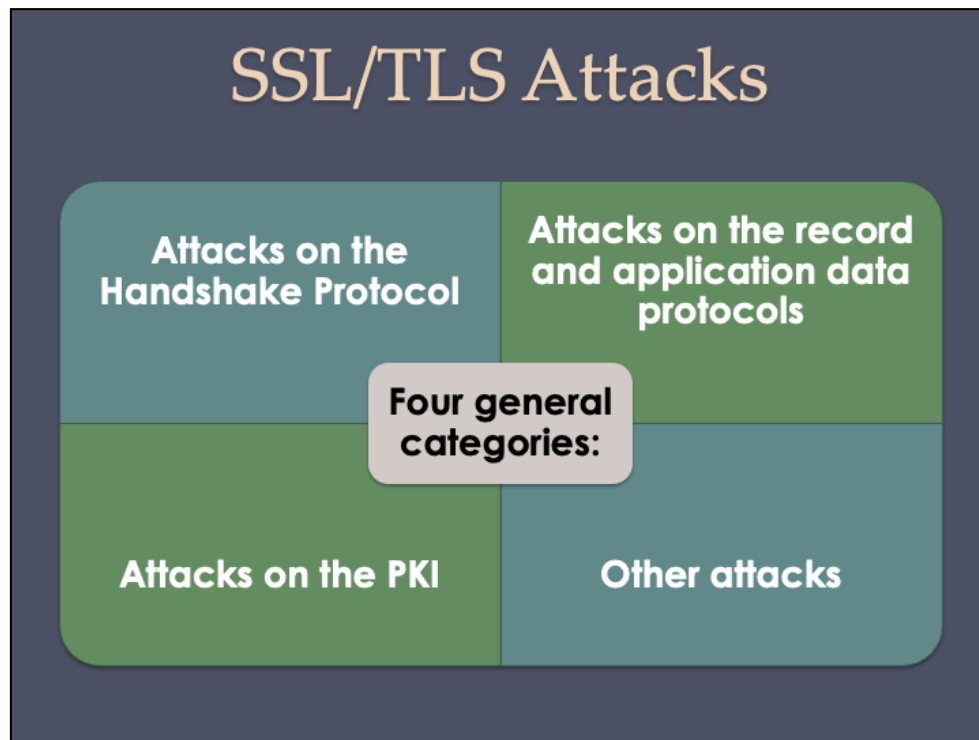 SSL/TLS Attacks
Attacks on the
Handshake Protocol
Attacks on the record
and application data
protocols
Four general
categories:
Attacks on the PKI
Other attacks